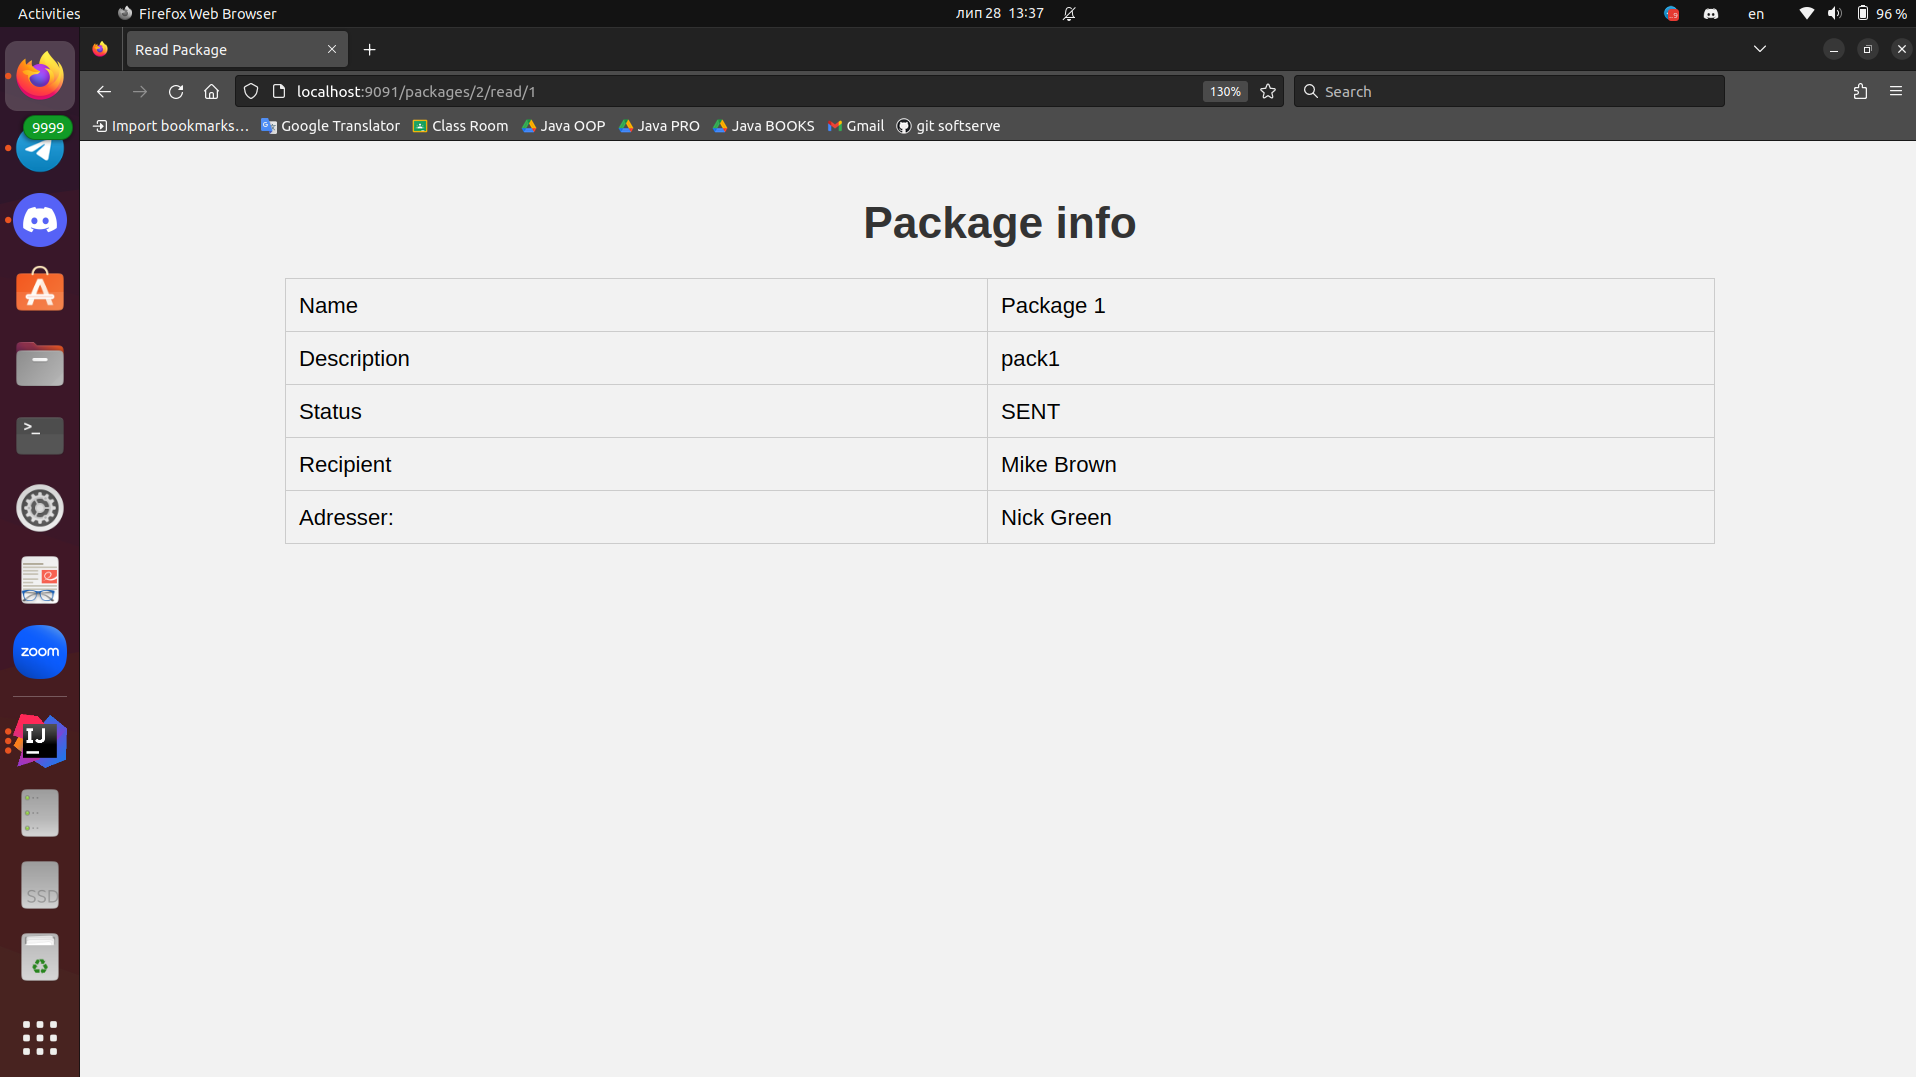 Activities Firefox Web Browser лип 28 13:37 en 96 %
Read Package
localhost:9091/packages/2/read/1 130% Search
Import bookmarks... Google Translator Class Room Java OOP Java PRO Java BOOKS Gmail git softserve
9999
Package info
Name Package 1
Description pack1
Status SENT
Recipient Mike Brown
Adresser: Nick Green
>_
zoom
IJ
SSD